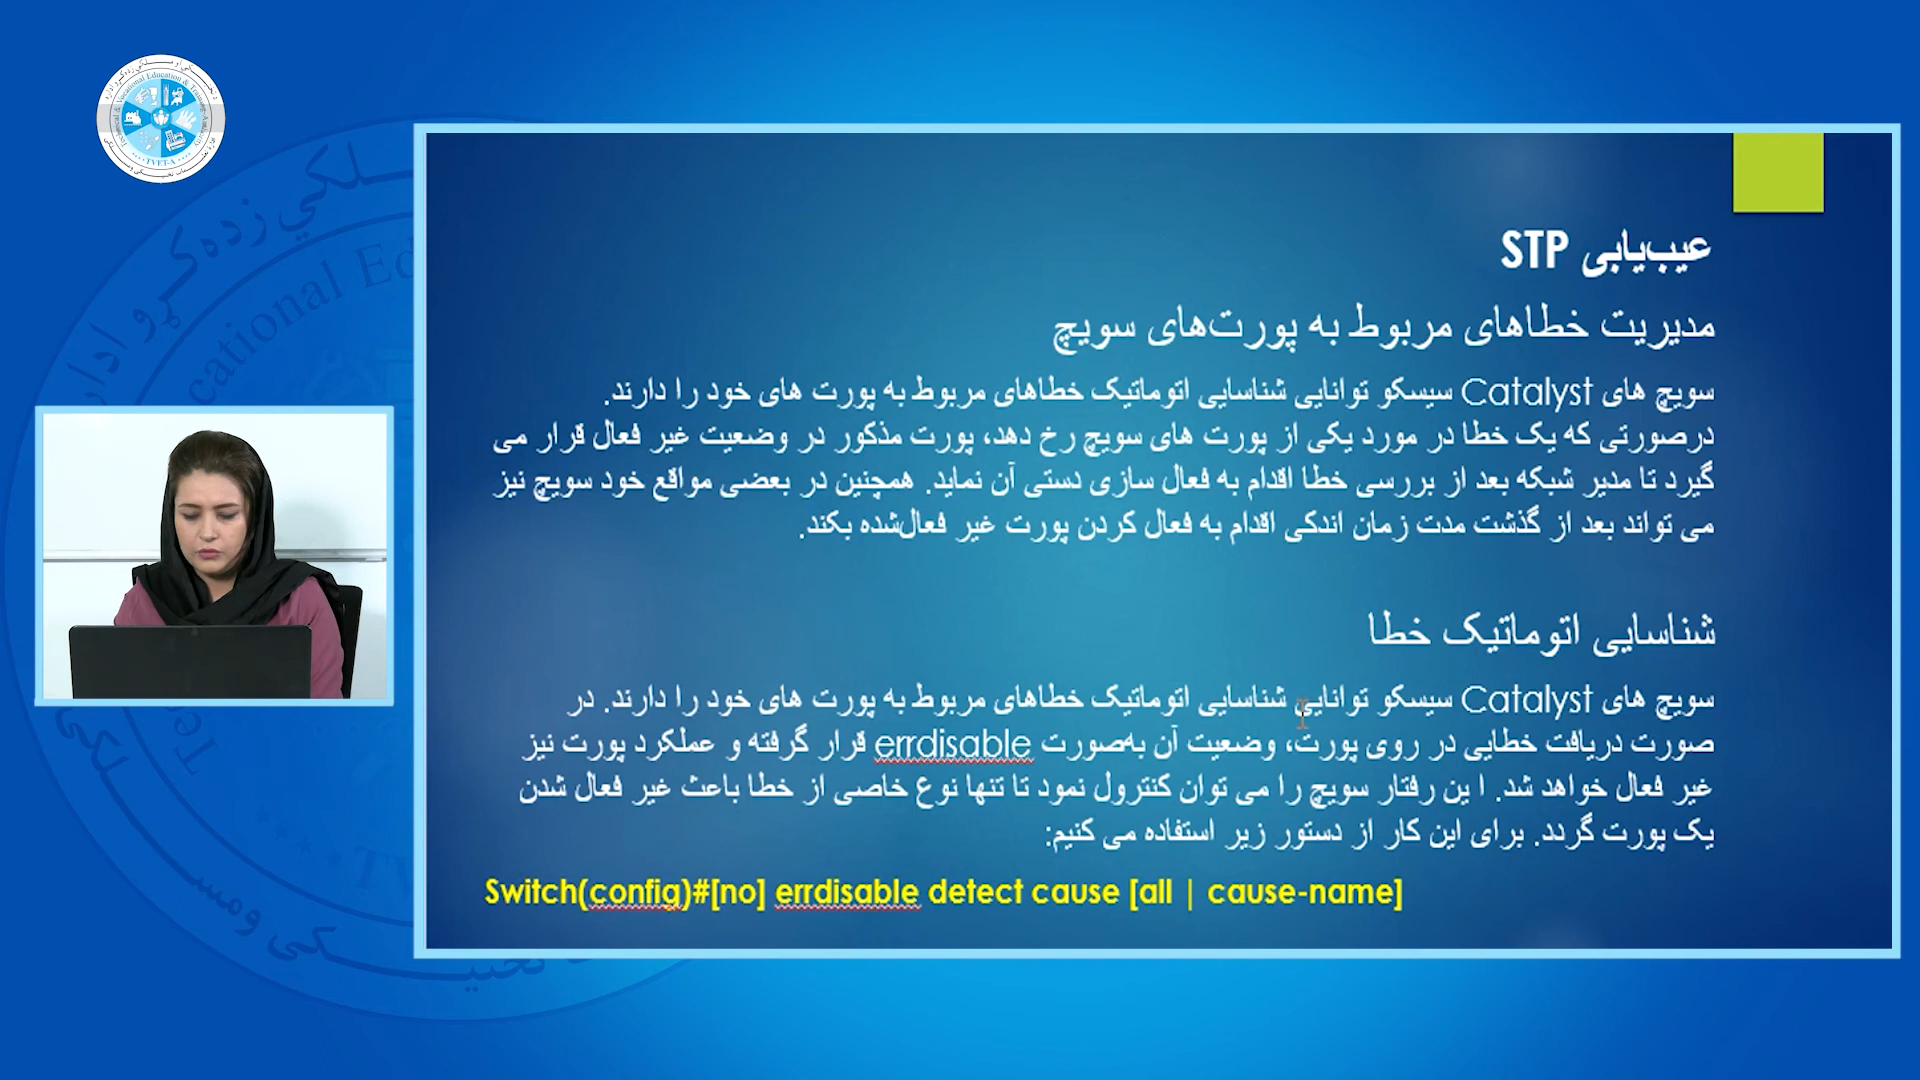 عیب‌یابی STP
مدیریت خطاهای مربوط به پورت‌های سویچ
سویچ های Catalyst سیسکو توانایی شناسایی اتوماتیک خطاهای مربوط به پورت های خود را دارند.
درصورتی که یک خطا در مورد یکی از پورت های سویچ رخ دهد، پورت مذکور در وضعیت غیر فعال قرار می
گیرد تا مدیر شبکه بعد از بررسی خطا اقدام به فعال سازی دستی آن نماید. همچنین در بعضی مواقع خود سویچ نیز
می تواند بعد از گذشت مدت زمان اندکی اقدام به فعال کردن پورت غیر فعال‌شده بکند.
شناسایی اتوماتیک خطا
سویچ های Catalyst سیسکو توانایی شناسایی اتوماتیک خطاهای مربوط به پورت های خود را دارند. در
صورت دریافت خطایی در روی پورت، وضعیت آن به‌صورت errdisable قرار گرفته و عملکرد پورت نیز
غیر فعال خواهد شد. ا ین رفتار سویچ را می توان کنترول نمود تا تنها نوع خاصی از خطا باعث غیر فعال شدن
یک پورت گردد. برای این کار از دستور زیر استفاده می کنیم:
Switch(config)#[no] errdisable detect cause [all | cause-name]
TVET-A